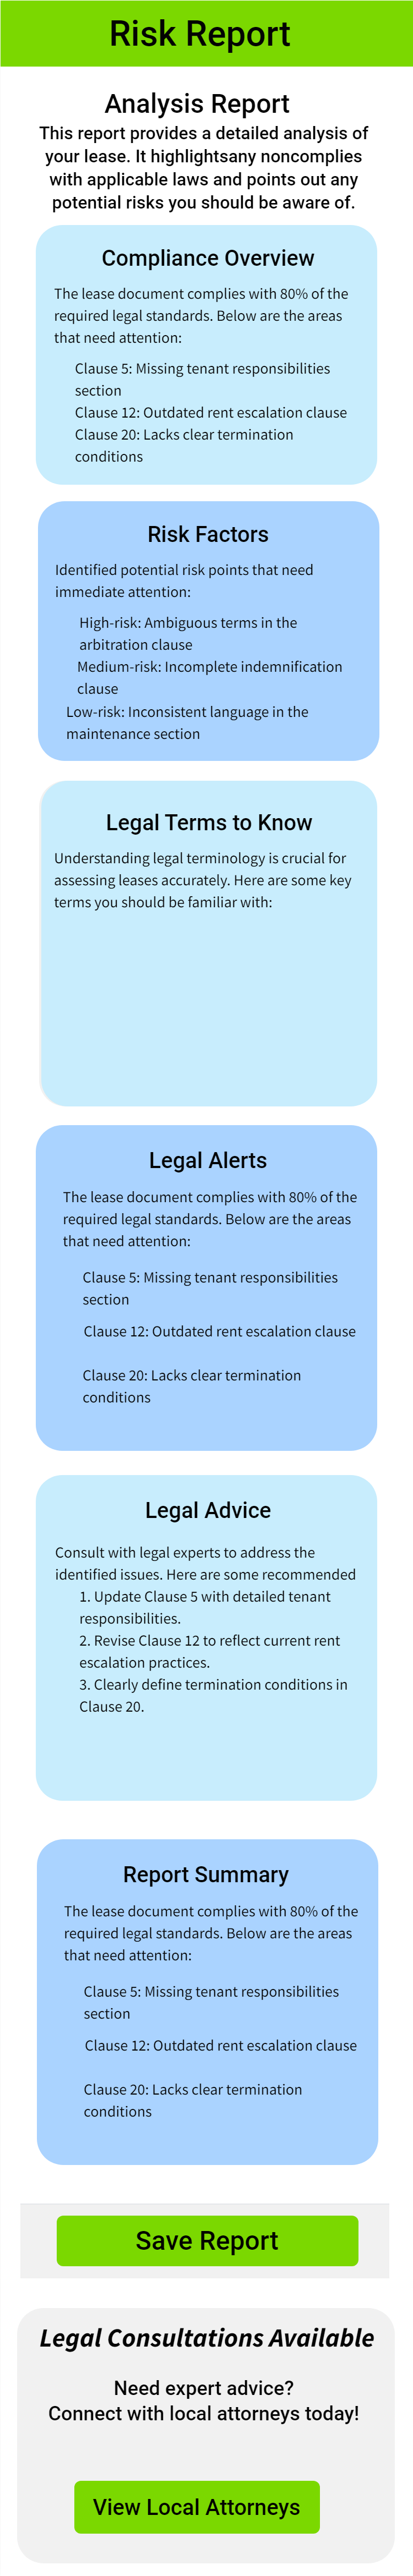 Risk Report
Analysis Report
This report provides a detailed analysis of
your lease. It highlightsany noncomplies
with applicable laws and points out any
potential risks you should be aware of.
Compliance Overview
The lease document complies with 80% of the
required legal standards. Below are the areas
that need attention:
Clause 5: Missing tenant responsibilities
section
Clause 12: Outdated rent escalation clause
Clause 20: Lacks clear termination
conditions
Risk Factors
Identified potential risk points that need
immediate attention:
High-risk: Ambiguous terms in the
arbitration clause
Medium-risk: Incomplete indemnification
clause
Low-risk: Inconsistent language in the
maintenance section
Legal Terms to Know
Understanding legal terminology is crucial for
assessing leases accurately. Here are some key
terms you should be familiar with:
Legal Alerts
The lease document complies with 80% of the
required legal standards. Below are the areas
that need attention:
Clause 5: Missing tenant responsibilities
section
Clause 12: Outdated rent escalation clause
Clause 20: Lacks clear termination
conditions
Legal Advice
Consult with legal experts to address the
identified issues. Here are some recommended
1. Update Clause 5 with detailed tenant
responsibilities.
2. Revise Clause 12 to reflect current rent
escalation practices.
3. Clearly define termination conditions in
Clause 20.
Report Summary
The lease document complies with 80% of the
required legal standards. Below are the areas
that need attention:
Clause 5: Missing tenant responsibilities
section
Clause 12: Outdated rent escalation clause
Clause 20: Lacks clear termination
conditions
Save Report
Legal Consultations Available
Need expert advice?
Connect with local attorneys today!
View Local Attorneys